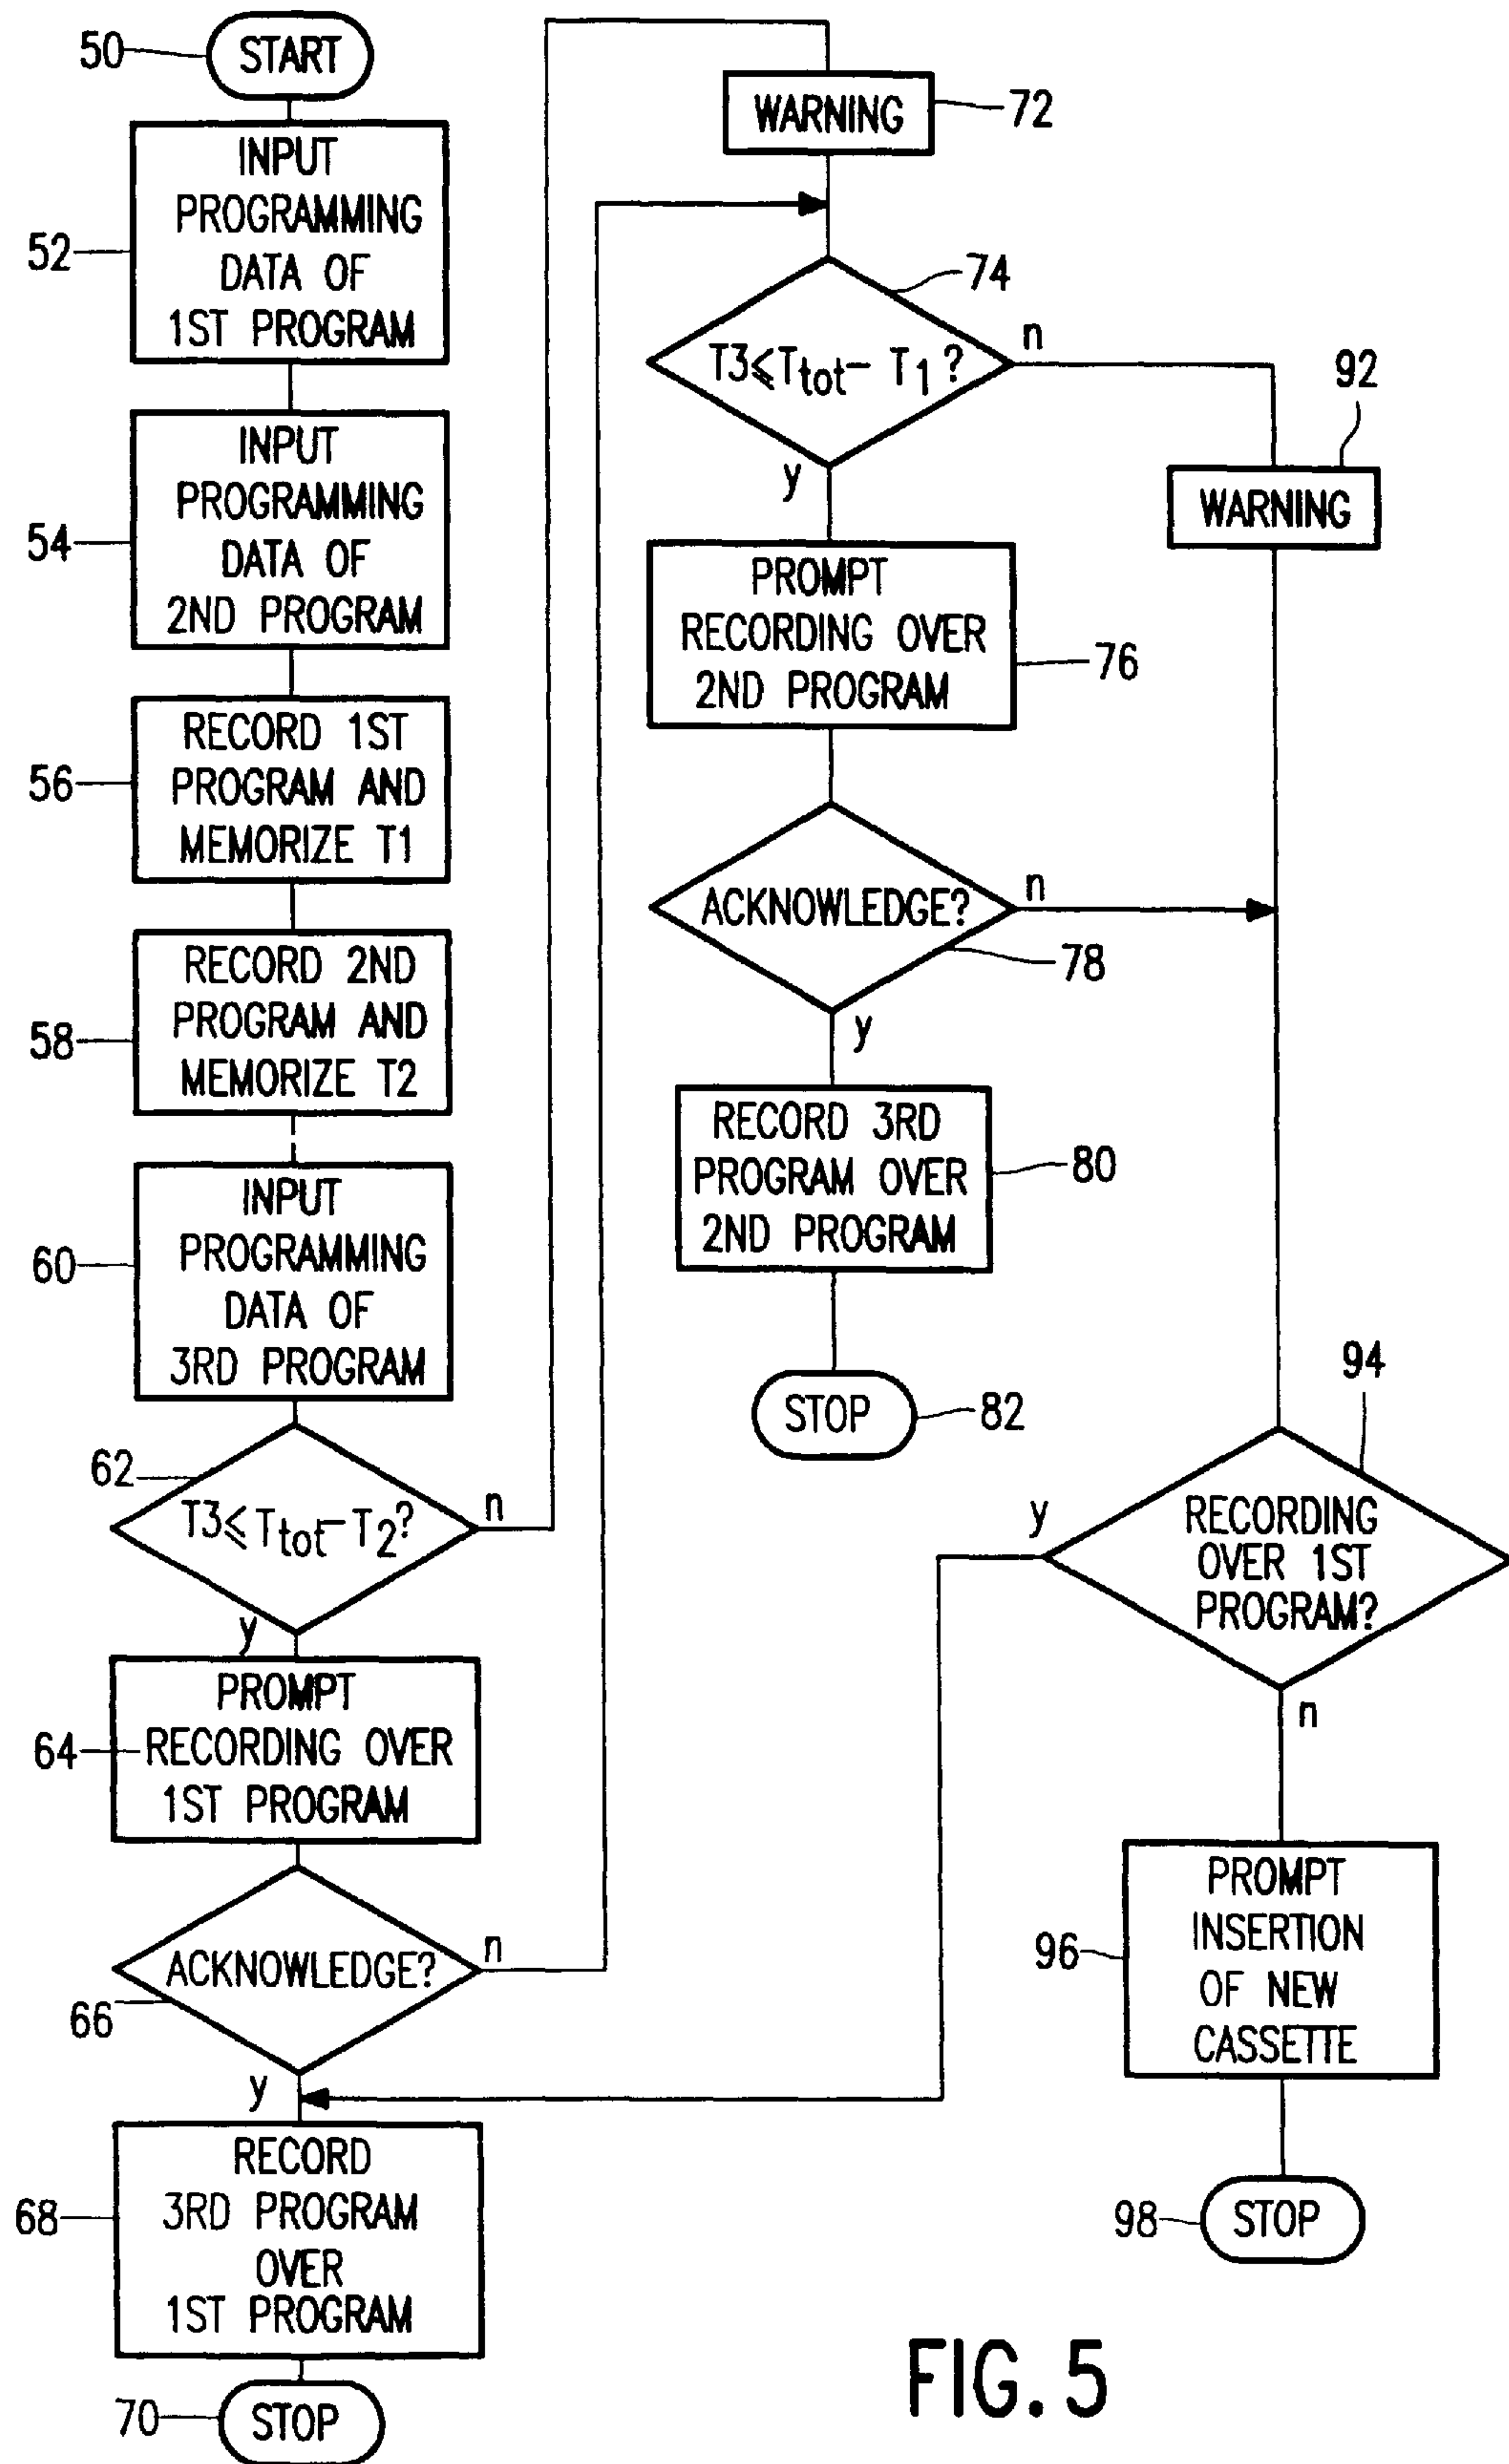 50
START
52
INPUT
PROGRAMMING
DATA OF
1ST PROGRAM
54
INPUT
PROGRAMMING
DATA OF
2ND PROGRAM
56
RECORD 1ST
PROGRAM AND
MEMORIZE T1
58
RECORD 2ND
PROGRAM AND
MEMORIZE T2
60
INPUT
PROGRAMMING
DATA OF
3RD PROGRAM
62
T3≤Ttot-T2?
n
y
64
PROMPT
RECORDING OVER
1ST PROGRAM
66
ACKNOWLEDGE?
n
y
68
RECORD
3RD PROGRAM
OVER
1ST PROGRAM
70
STOP
WARNING
72
74
T3≤Ttot- T1?
n
y
PROMPT
RECORDING OVER
2ND PROGRAM
76
ACKNOWLEDGE?
n
78
y
RECORD 3RD
PROGRAM OVER
2ND PROGRAM
80
STOP
82
92
WARNING
94
RECORDING
OVER 1ST
PROGRAM?
y
n
96
PROMPT
INSERTION
OF NEW
CASSETTE
98
STOP
FIG. 5